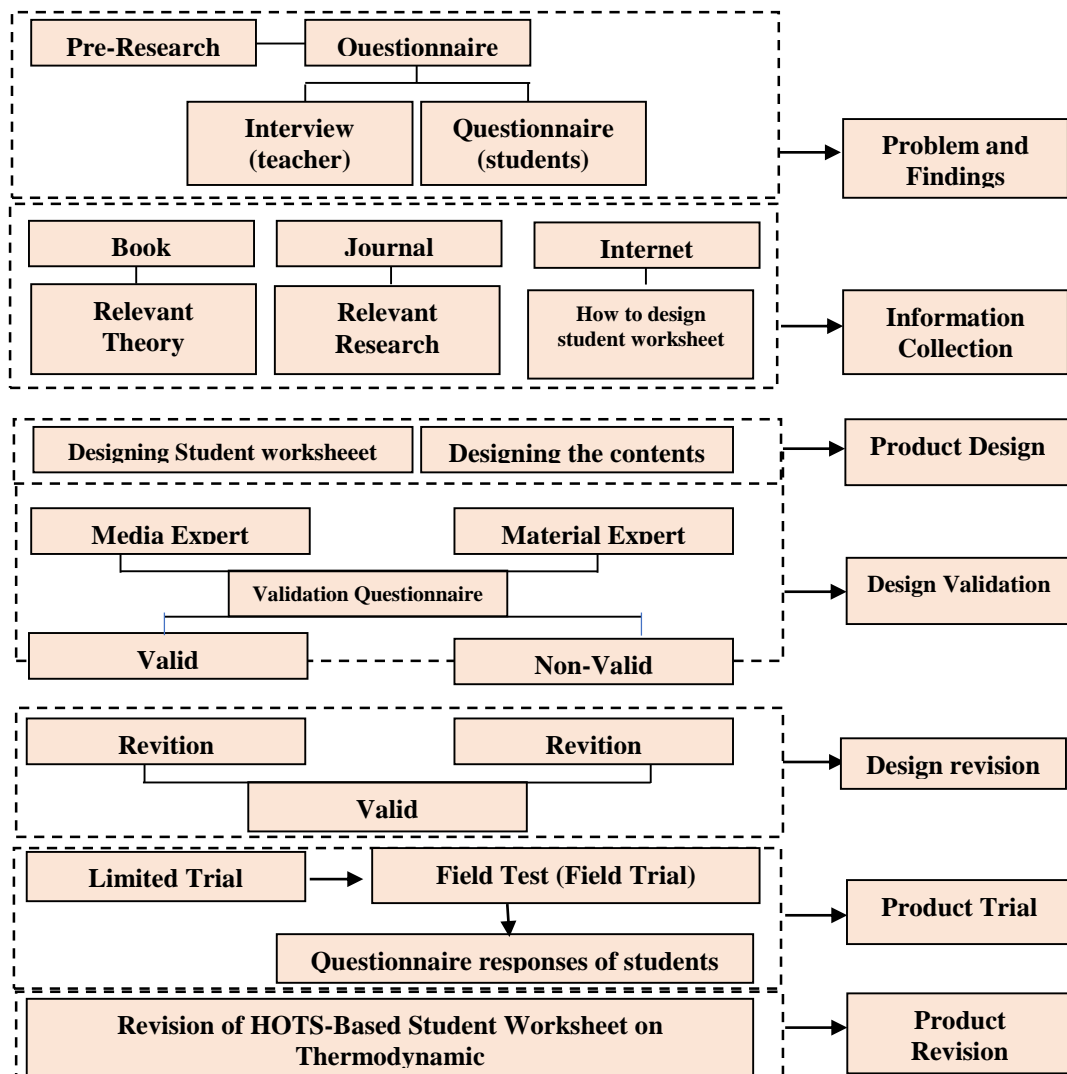 Pre-Research
Ouestionnaire
Interview
(teacher)
Questionnaire
(students)
Problem and
Findings
Book
Journal
Internet
Relevant
Theory
Relevant
Research
How to design
student worksheet
Information
Collection
Designing Student worksheeet
Designing the contents
Product Design
Media Expert
Material Expert
Validation Questionnaire
Valid
Non-Valid
Design Validation
Revition
Revition
Valid
Design revision
Limited Trial
Field Test (Field Trial)
Questionnaire responses of students
Product Trial
Revision of HOTS-Based Student Worksheet on
Thermodynamic
Product
Revision